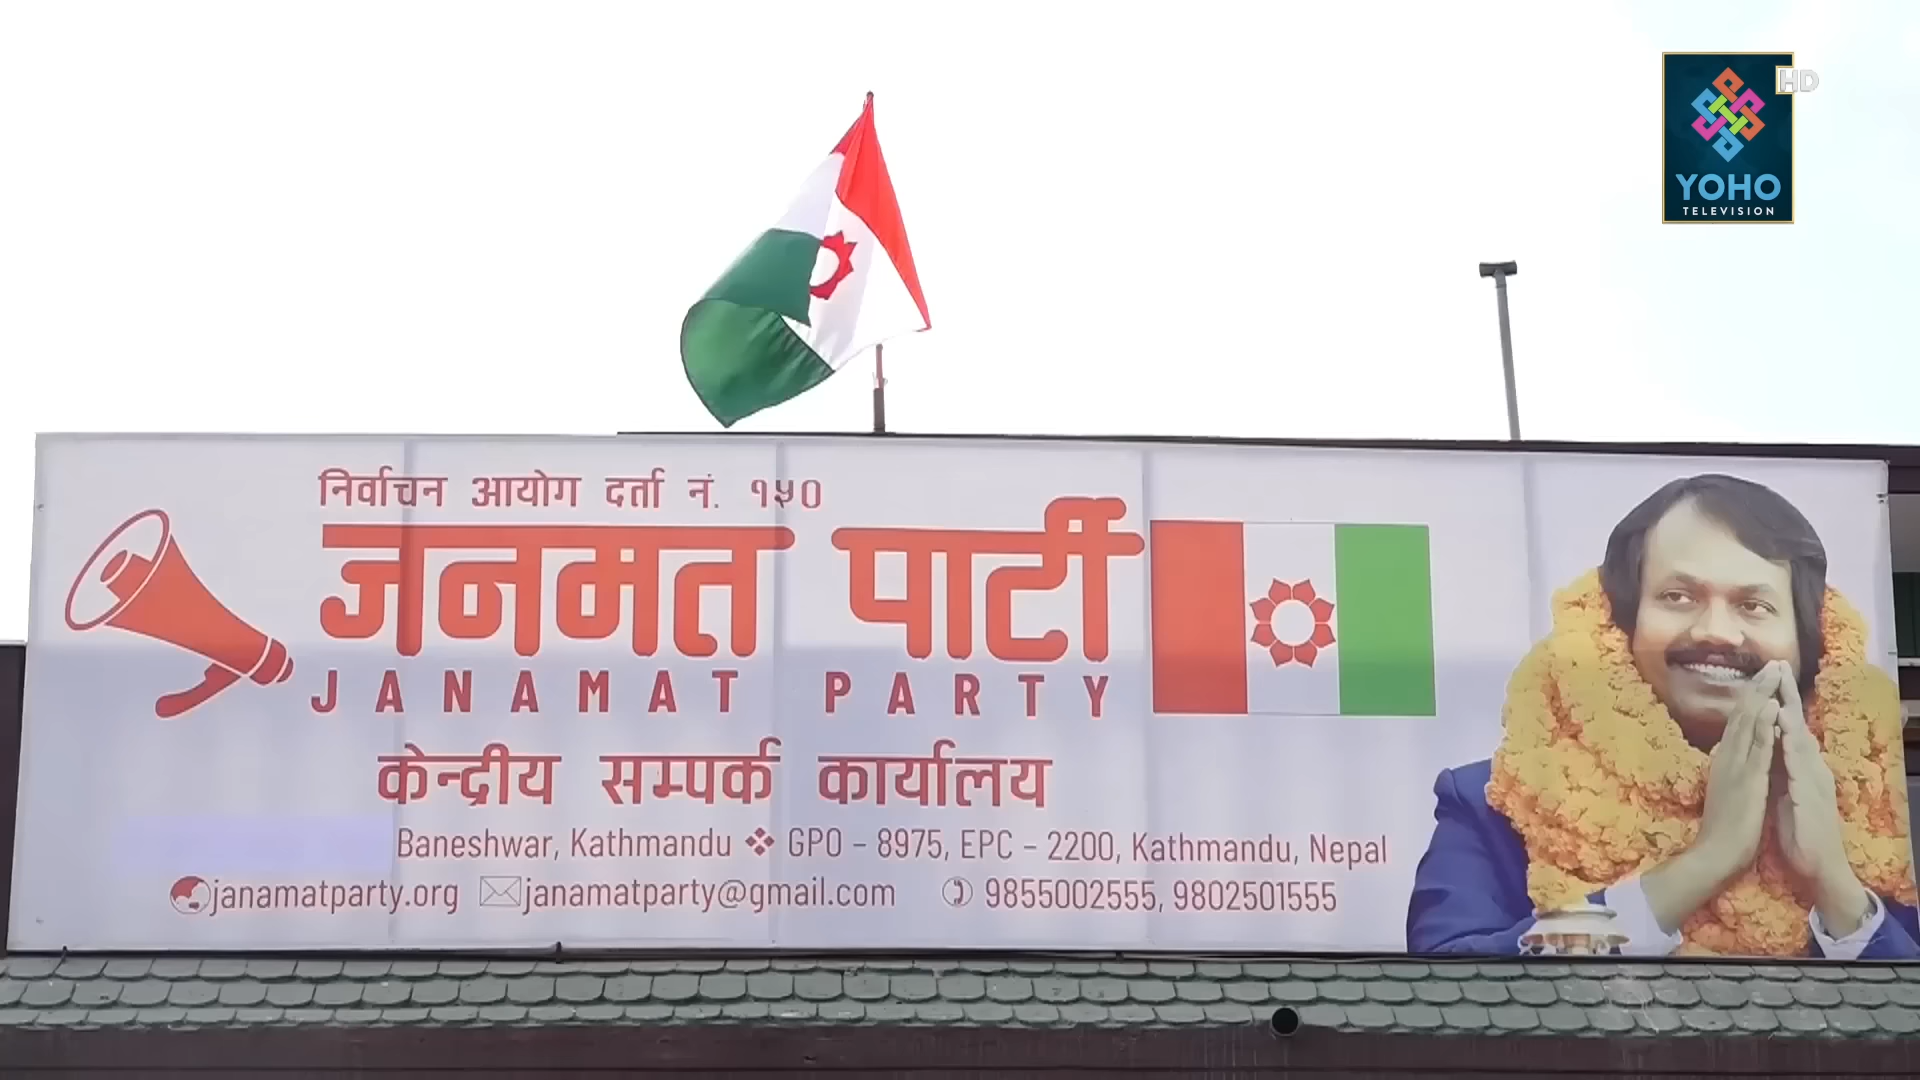 HD
YOHO
TELEVISION
निर्वाचन आयोग दर्ता नं. १५०
जनमत पार्टी
JANAMAT PARTY
केन्द्रीय सम्पर्क कार्यालय
Baneshwar, Kathmandu ❖ GPO – 8975, EPC – 2200, Kathmandu, Nepal
janamatparty.org janamatparty@gmail.com 9855002555, 9802501555